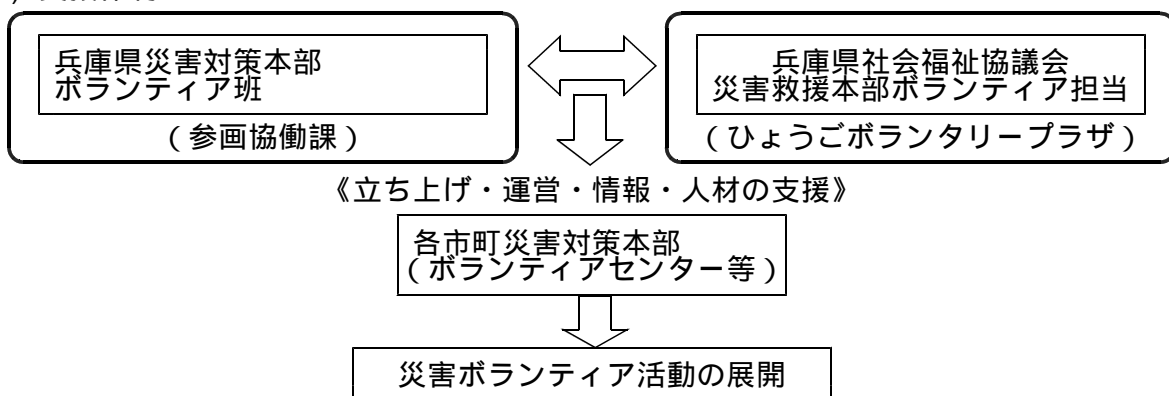 兵庫県災害対策本部
ボランティア班
(参画協働課)
兵庫県社会福祉協議会
災害救援本部ボランティア担当
(ひょうごボランタリープラザ)
《立ち上げ・運営・情報・人材の支援》
各市町災害対策本部
(ボランティアセンター等)
災害ボランティア活動の展開